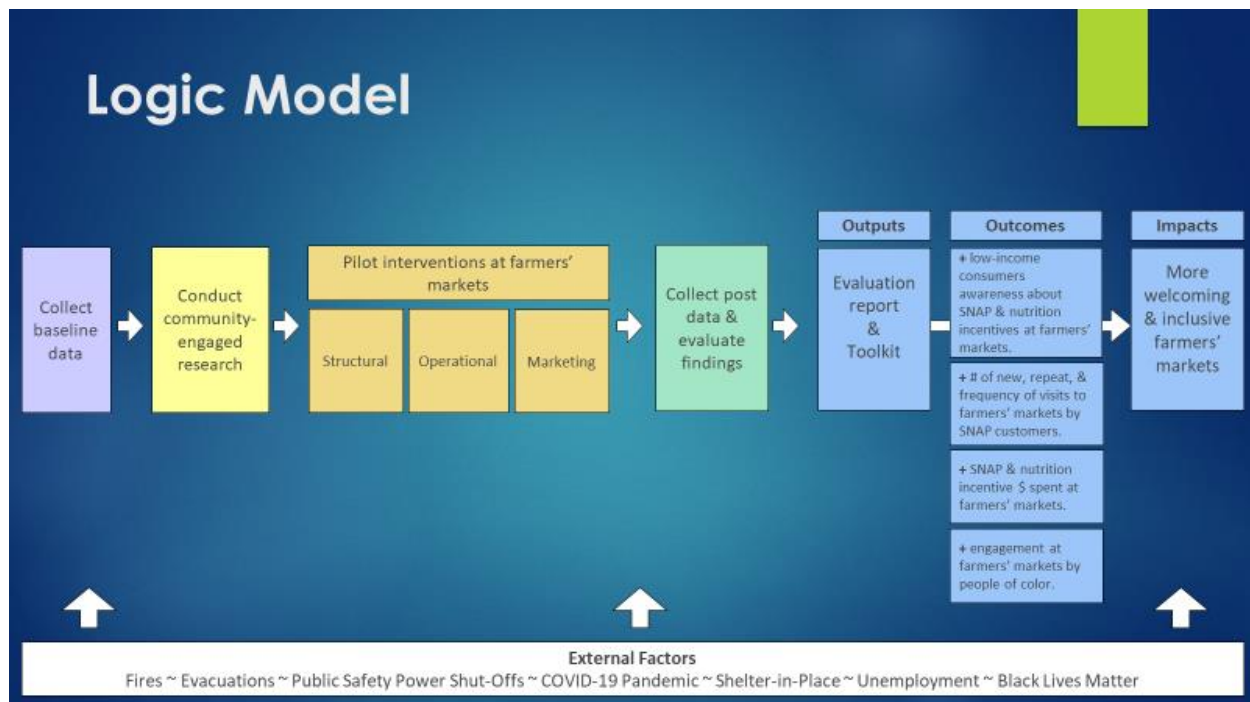 Logic Model
Collect
baseline
data
Conduct
community-
engaged
research
Pilot interventions at farmers'
markets
Structural
Operational
Marketing
Collect post
data &
evaluate
findings
Outputs
Evaluation
report
&
Toolkit
Outcomes
+ low-income
consumers
awareness about
SNAP & nutrition
incentives at farmers'
markets.
+ # of new, repeat, &
frequency of visits to
farmers' markets by
SNAP customers.
+ SNAP & nutrition
incentive $ spent at
farmers' markets.
+ engagement at
farmers' markets by
people of color.
Impacts
More
welcoming
& inclusive
farmers'
markets
External Factors
Fires ~ Evacuations ~ Public Safety Power Shut-Offs ~ COVID-19 Pandemic ~ Shelter-in-Place ~ Unemployment ~ Black Lives Matter